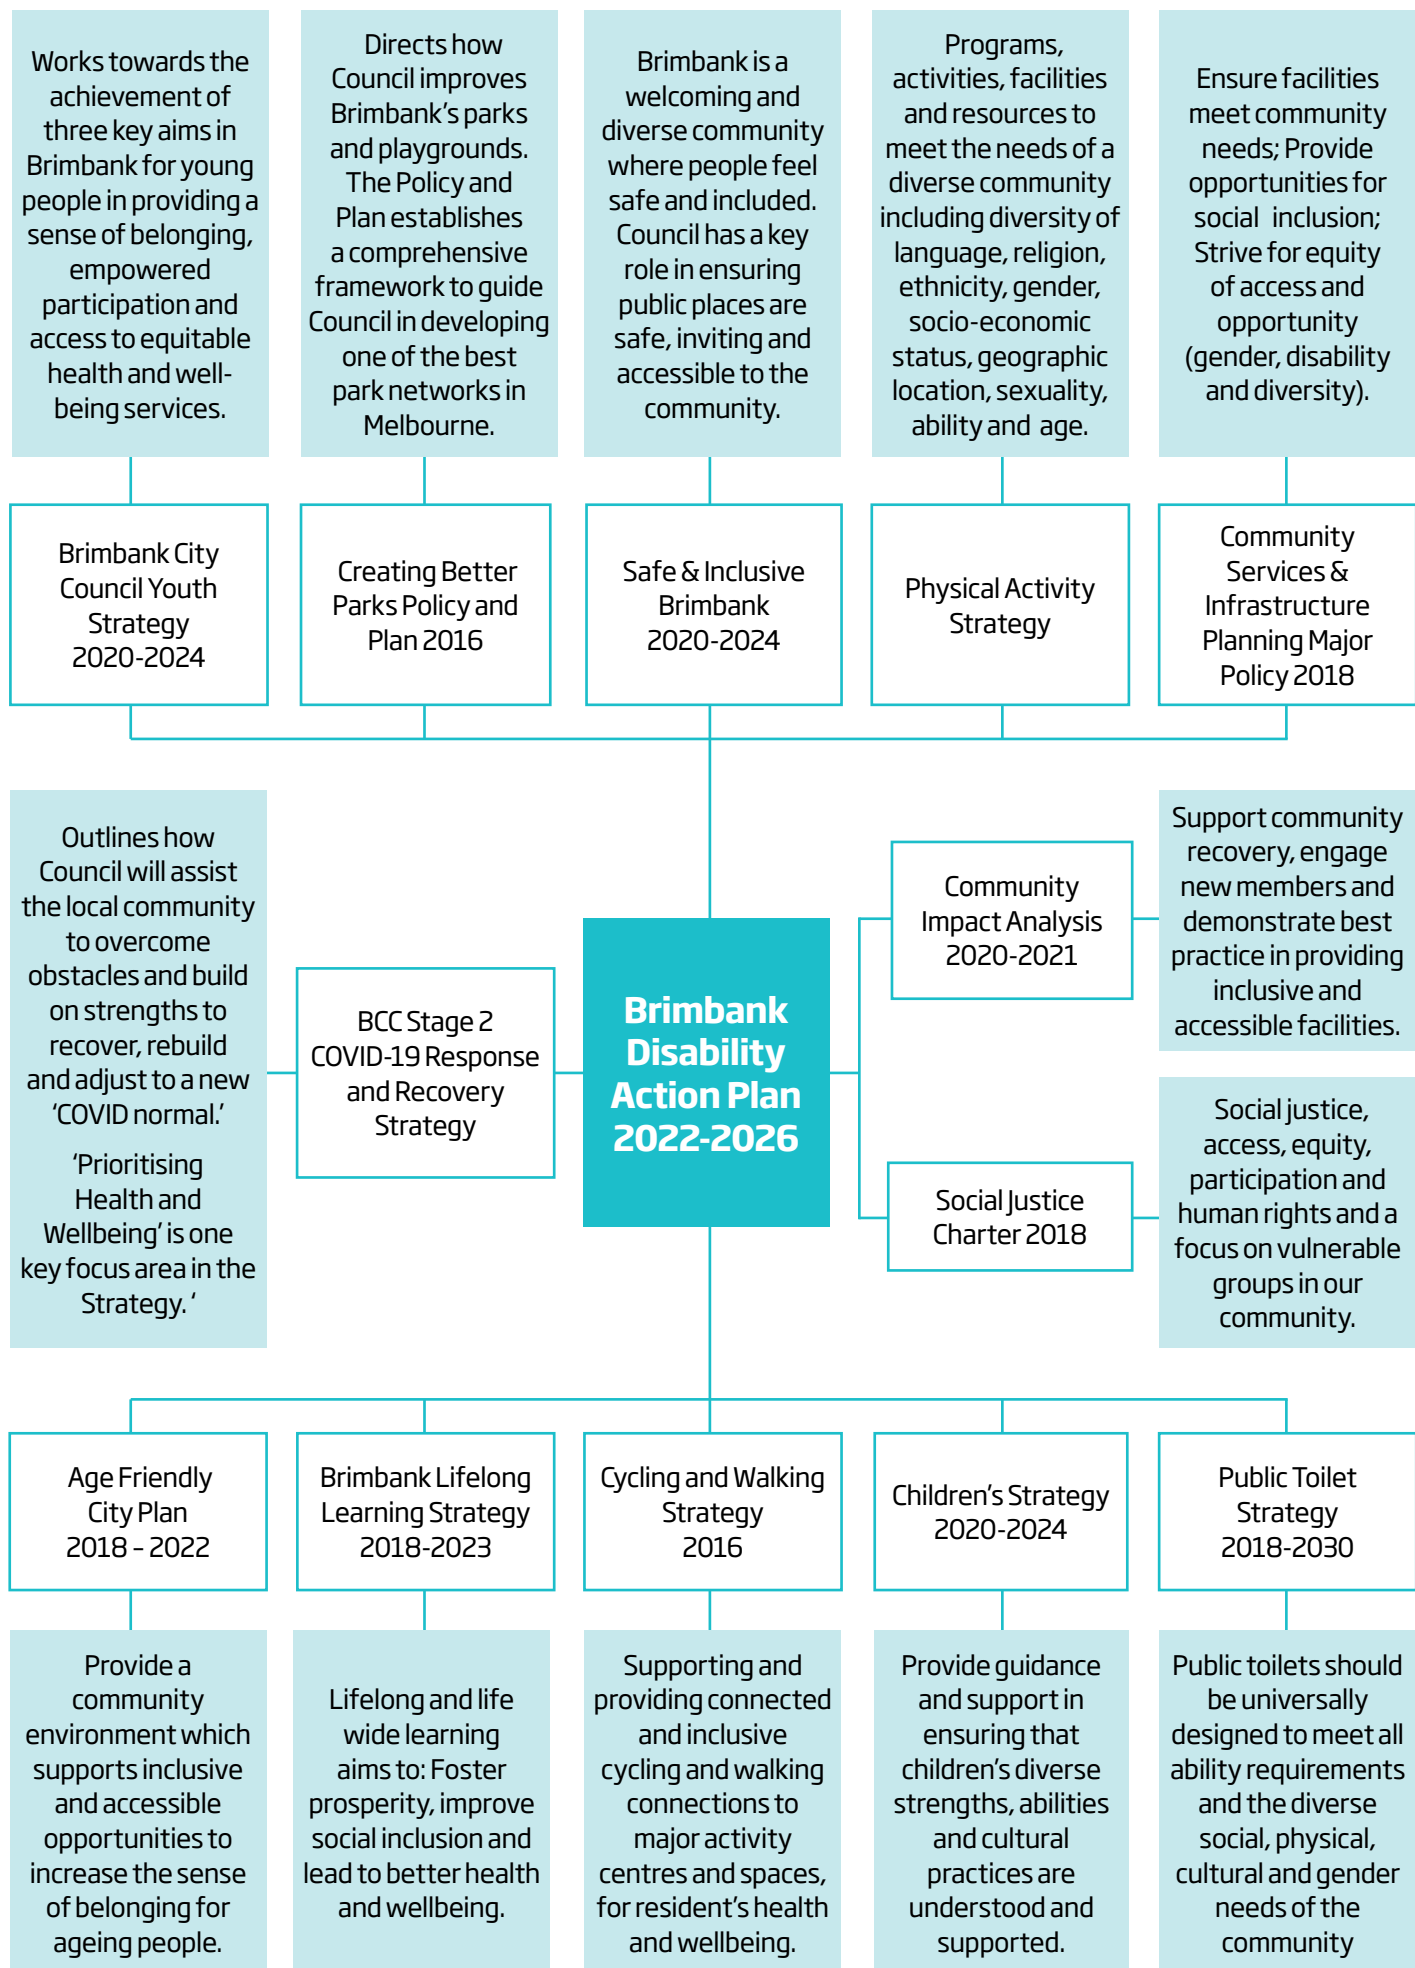 Works towards the
achievement of
three key aims in
Brimbank for young
people in providing a
sense of belonging,
empowered
participation and
access to equitable
health and well-
being services.
Directs how
Council improves
Brimbank’s parks
and playgrounds.
The Policy and
Plan establishes
a comprehensive
framework to guide
Council in developing
one of the best
park networks in
Melbourne.
Brimbank is a
welcoming and
diverse community
where people feel
safe and included.
Council has a key
role in ensuring
public places are
safe, inviting and
accessible to the
community.
Programs,
activities, facilities
and resources to
meet the needs of a
diverse community
including diversity of
language, religion,
ethnicity, gender,
socio-economic
status, geographic
location, sexuality,
ability and age.
Ensure facilities
meet community
needs; Provide
opportunities for
social inclusion;
Strive for equity
of access and
opportunity
(gender, disability
and diversity).
Brimbank City
Council Youth
Strategy
2020-2024
Creating Better
Parks Policy and
Plan 2016
Safe & Inclusive
Brimbank
2020-2024
Physical Activity
Strategy
Community
Services &
Infrastructure
Planning Major
Policy 2018
Outlines how
Council will assist
the local community
to overcome
obstacles and build
on strengths to
recover, rebuild
and adjust to a new
‘COVID normal.’
‘Prioritising
Health and
Wellbeing’ is one
key focus area in the
Strategy. ‘
BCC Stage 2
COVID-19 Response
and Recovery
Strategy
Brimbank
Disability
Action Plan
2022-2026
Community
Impact Analysis
2020-2021
Support community
recovery, engage
new members and
demonstrate best
practice in providing
inclusive and
accessible facilities.
Social Justice
Charter 2018
Social justice,
access, equity,
participation and
human rights and a
focus on vulnerable
groups in our
community.
Age Friendly
City Plan
2018 – 2022
Brimbank Lifelong
Learning Strategy
2018-2023
Cycling and Walking
Strategy
2016
Children’s Strategy
2020-2024
Public Toilet
Strategy
2018-2030
Provide a
community
environment which
supports inclusive
and accessible
opportunities to
increase the sense
of belonging for
ageing people.
Lifelong and life
wide learning
aims to: Foster
prosperity, improve
social inclusion and
lead to better health
and wellbeing.
Supporting and
providing connected
and inclusive
cycling and walking
connections to
major activity
centres and spaces,
for resident’s health
and wellbeing.
Provide guidance
and support in
ensuring that
children’s diverse
strengths, abilities
and cultural
practices are
understood and
supported.
Public toilets should
be universally
designed to meet all
ability requirements
and the diverse
social, physical,
cultural and gender
needs of the
community